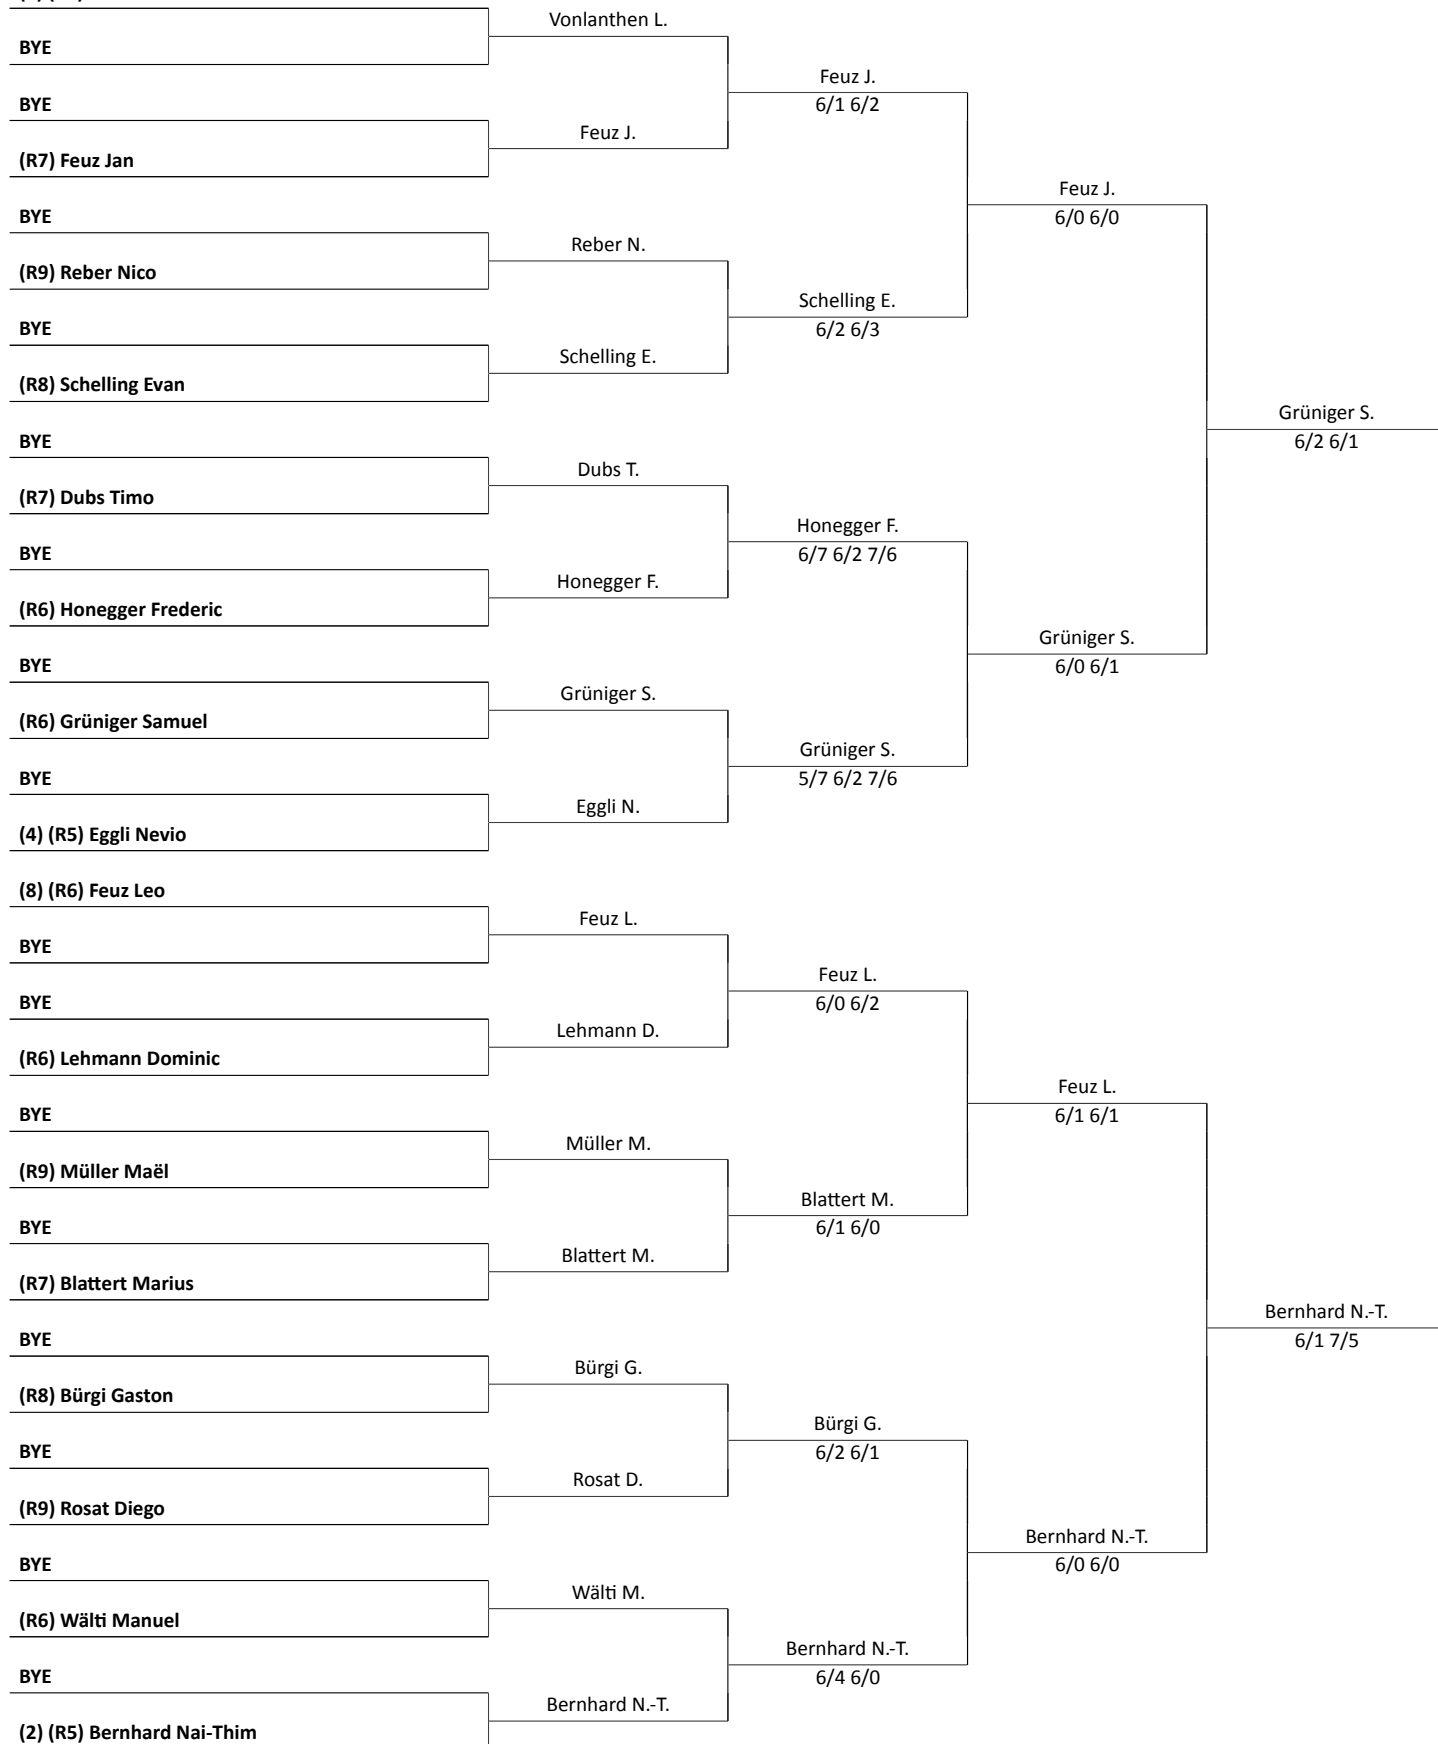 BYE
BYE
(R7) Feuz Jan
BYE
(R9) Reber Nico
BYE
(R8) Schelling Evan
BYE
(R7) Dubs Timo
BYE
(R6) Honegger Frederic
BYE
(R6) Grüniger Samuel
BYE
(4) (R5) Eggli Nevio
(8) (R6) Feuz Leo
BYE
BYE
(R6) Lehmann Dominic
BYE
(R9) Müller Maël
BYE
(R7) Blattert Marius
BYE
(R8) Bürgi Gaston
BYE
(R9) Rosat Diego
BYE
(R6) Wälti Manuel
BYE
(2) (R5) Bernhard Nai-Thim
Vonlanthen L.
Feuz J.
Reber N.
Schelling E.
Dubs T.
Honegger F.
Grüniger S.
Eggli N.
Feuz L.
Lehmann D.
Müller M.
Blattert M.
Bürgi G.
Rosat D.
Wälti M.
Bernhard N.-T.
Feuz J.
6/1 6/2
Schelling E.
6/2 6/3
Honegger F.
6/7 6/2 7/6
Grüniger S.
5/7 6/2 7/6
Feuz L.
6/0 6/2
Blattert M.
6/1 6/0
Bürgi G.
6/2 6/1
Bernhard N.-T.
6/4 6/0
Feuz J.
6/0 6/0
Grüniger S.
6/0 6/1
Feuz L.
6/1 6/1
Bernhard N.-T.
6/0 6/0
Grüniger S.
6/2 6/1
Bernhard N.-T.
6/1 7/5